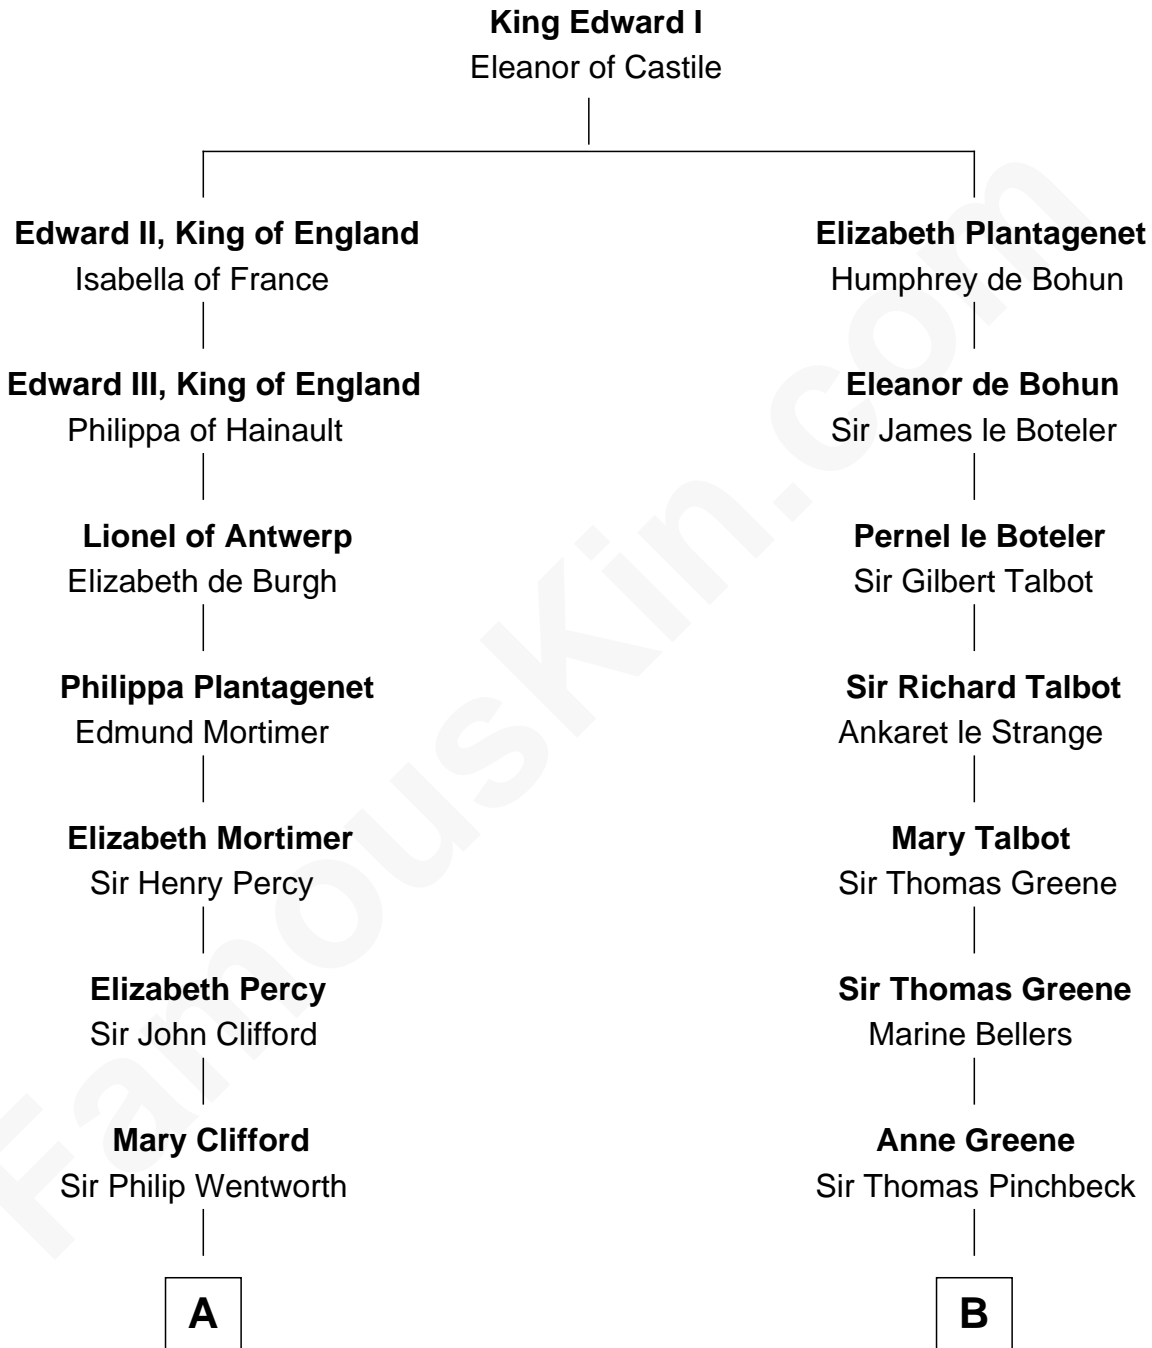 King Edward I
Eleanor of Castile
Edward II, King of England
Isabella of France
Edward III, King of England
Philippa of Hainault
Lionel of Antwerp
Elizabeth de Burgh
Philippa Plantagenet
Edmund Mortimer
Elizabeth Mortimer
Sir Henry Percy
Elizabeth Percy
Sir John Clifford
Mary Clifford
Sir Philip Wentworth
A
Elizabeth Plantagenet
Humphrey de Bohun
Eleanor de Bohun
Sir James le Boteler
Pernel le Boteler
Sir Gilbert Talbot
Sir Richard Talbot
Ankaret le Strange
Mary Talbot
Sir Thomas Greene
Sir Thomas Greene
Marine Bellers
Anne Greene
Sir Thomas Pinchbeck
B
FamousKin.com